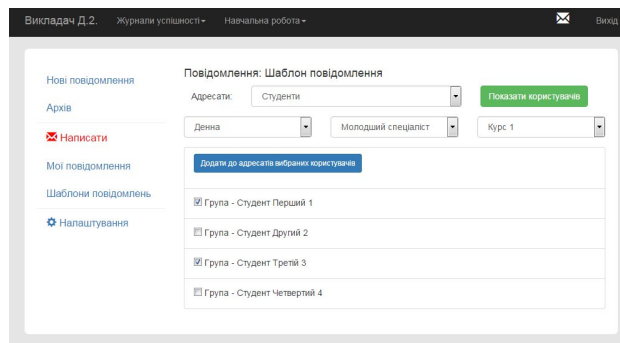 Викладач Д.2. Журнали успішності Навчальна робота Вихід
Нові повідомлення
Архів
Написати
Мої повідомлення
Шаблони повідомлень
Налаштування
Повідомлення: Шаблон повідомлення
Адресати: Студенти Показати користувачів
Денна Молодший спеціаліст Курс 1
Додати до адресатів вибраних користувачів
Група - Студент Перший 1
Група - Студент Другий 2
Група - Студент Третій 3
Група - Студент Четвертий 4